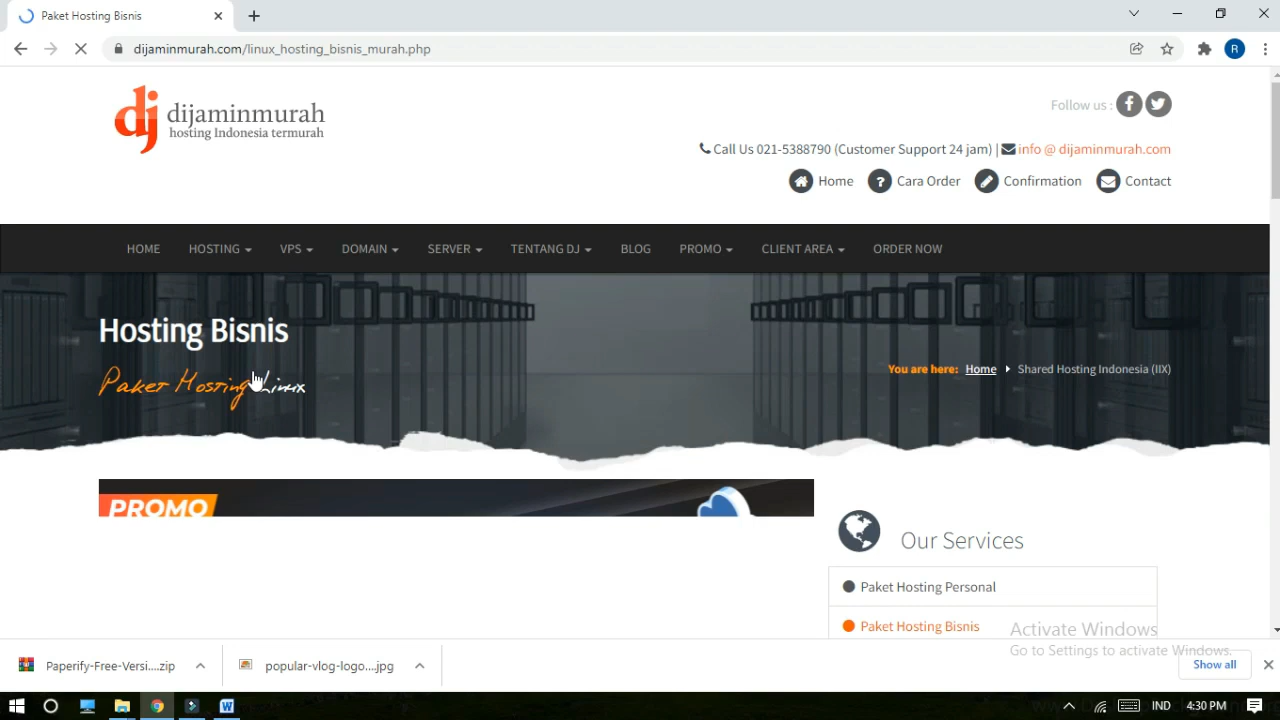 Paket Hosting Bisnis
dijaminmurah.com/linux_hosting_bisnis_murah.php
R
dj dijaminmurah
hosting Indonesia termurah
Follow us :
Call Us 021-5388790 (Customer Support 24 jam) | info @ dijaminmurah.com
Home ? Cara Order Confirmation Contact
HOME HOSTING VPS DOMAIN SERVER TENTANG DJ BLOG PROMO CLIENT AREA ORDER NOW
Hosting Bisnis
Paket Hosting Linux
You are here: Home Shared Hosting Indonesia (IIX)
PROMO
Our Services
Paket Hosting Personal
Paket Hosting Bisnis
Activate Windows
Go to Settings to activate Windows.
Paperify-Free-Versi....zip
popular-vlog-logo....jpg
Show all
IND 4:30 PM